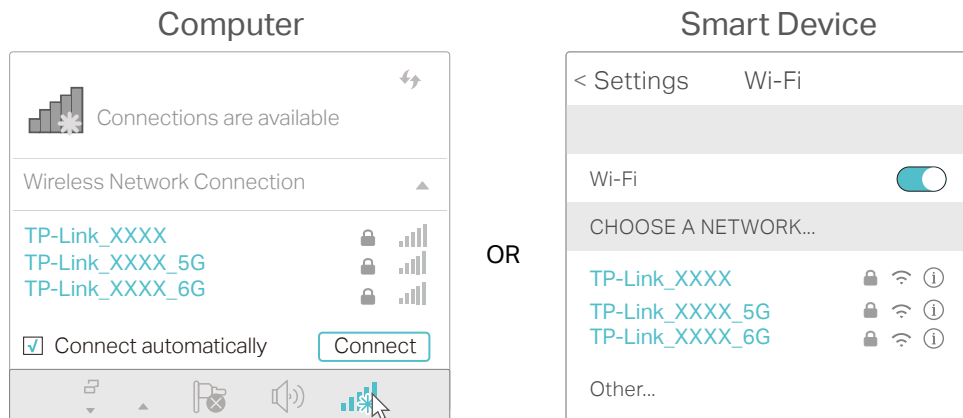 Computer
Connections are available
Wireless Network Connection
TP-Link_XXXX
TP-Link_XXXX_5G
TP-Link_XXXX_6G
Connect automatically
Connect
OR
Smart Device
< Settings Wi-Fi
Wi-Fi
CHOOSE A NETWORK...
TP-Link_XXXX
TP-Link_XXXX_5G
TP-Link_XXXX_6G
Other...